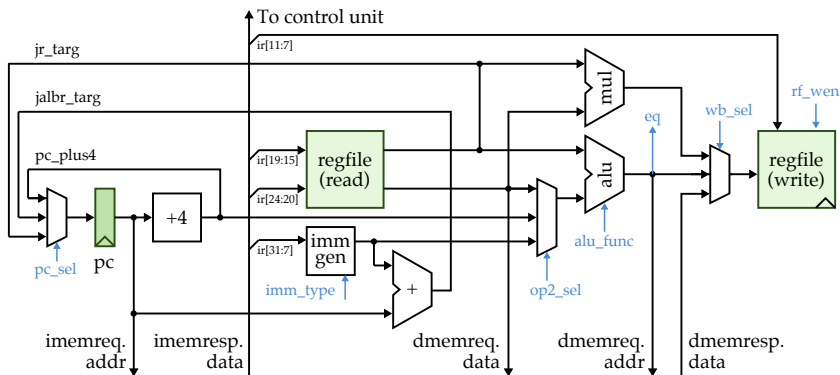 To control unit
ir[11:7]
jr_targ
mul
jalbr_targ
eq
wb_sel
rf_wen
pc_plus4
ir[19:15]
regfile
(read)
alu
regfile
(write)
ir[24:20]
+4
imm
gen
ir[31:7]
alu_func
pc
pc_sel
imm_type
+
op2_sel
imemreq.
addr
imemresp.
data
dmemreq.
data
dmemreq.
addr
dmemresp.
data